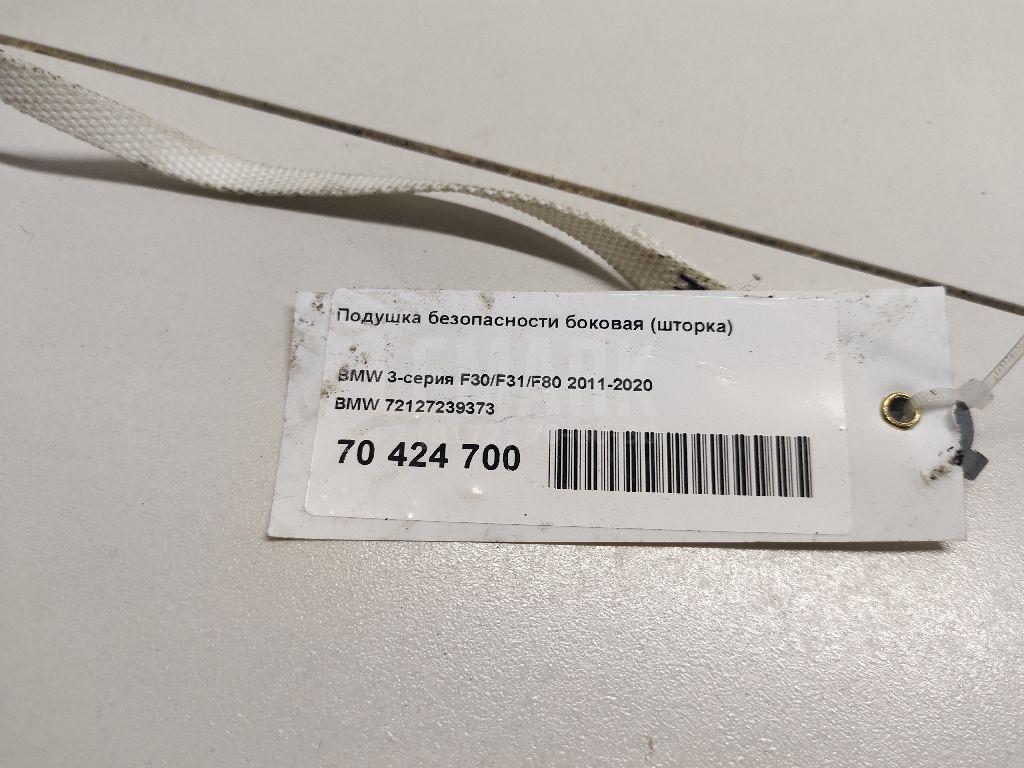 Подушка безопасности боковая (шторка)
BMW 3-серия F30/F31/F80 2011-2020
BMW 72127239373
70 424 700